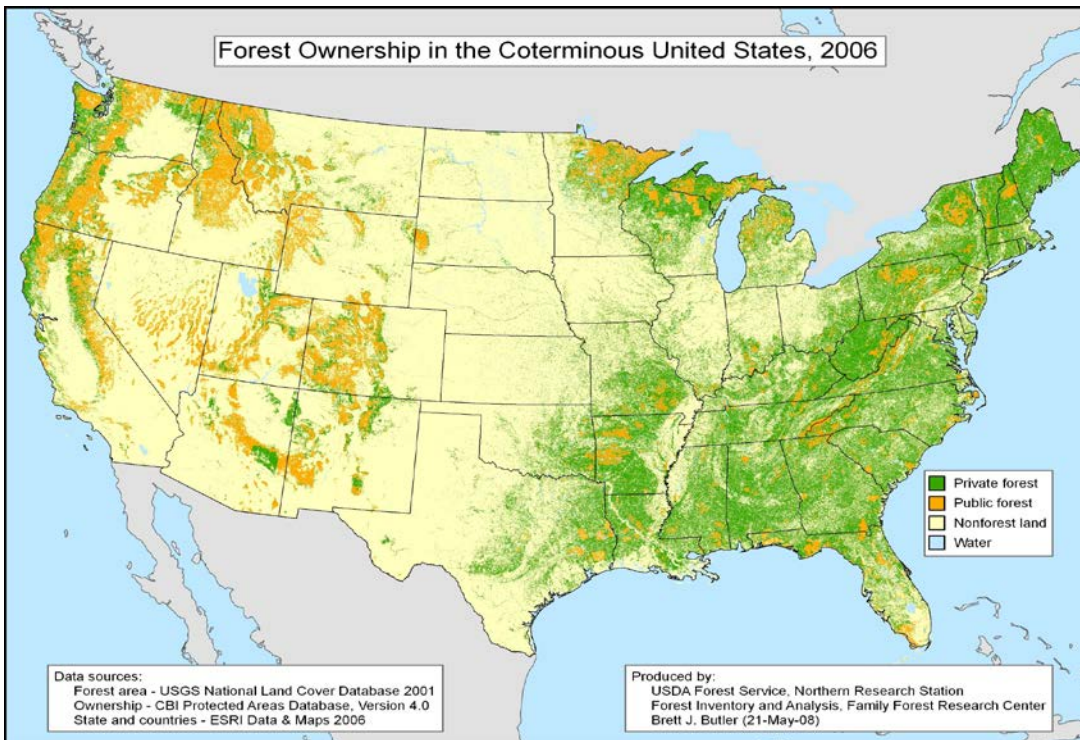 Forest Ownership in the Coterminous United States, 2006
Private forest
Public forest
Nonforest land
Water
Data sources:
Forest area - USGS National Land Cover Database 2001
Ownership - CBI Protected Areas Database, Version 4.0
State and countries - ESRI Data & Maps 2006
Produced by:
USDA Forest Service, Northern Research Station
Forest Inventory and Analysis, Family Forest Research Center
Brett J. Butler (21-May-08)